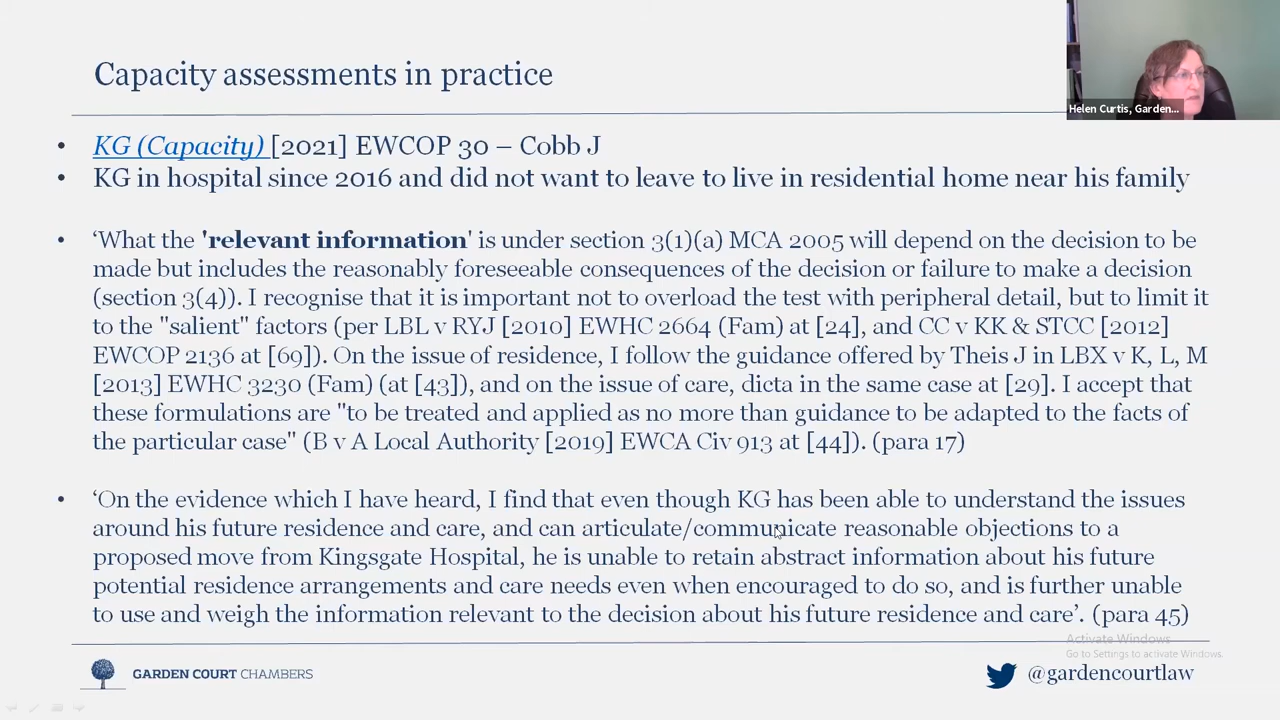 Capacity assessments in practice
Helen Curtis, Garden...
• KG (Capacity) [2021] EWCOP 30 – Cobb J
• KG in hospital since 2016 and did not want to leave to live in residential home near his family
• ‘What the 'relevant information' is under section 3(1)(a) MCA 2005 will depend on the decision to be
made but includes the reasonably foreseeable consequences of the decision or failure to make a decision
(section 3(4)). I recognise that it is important not to overload the test with peripheral detail, but to limit it
to the "salient" factors (per LBL v RYJ [2010] EWHC 2664 (Fam) at [24], and CC v KK & STCC [2012]
EWCOP 2136 at [69]). On the issue of residence, I follow the guidance offered by Theis J in LBX v K, L, M
[2013] EWHC 3230 (Fam) (at [43]), and on the issue of care, dicta in the same case at [29]. I accept that
these formulations are "to be treated and applied as no more than guidance to be adapted to the facts of
the particular case" (B v A Local Authority [2019] EWCA Civ 913 at [44]). (para 17)
• ‘On the evidence which I have heard, I find that even though KG has been able to understand the issues
around his future residence and care, and can articulate/communicate reasonable objections to a
proposed move from Kingsgate Hospital, he is unable to retain abstract information about his future
potential residence arrangements and care needs even when encouraged to do so, and is further unable
to use and weigh the information relevant to the decision about his future residence and care’. (para 45)
Activate Windows
Go to Settings to activate Windows.
GARDEN COURT CHAMBERS
@gardencourtlaw